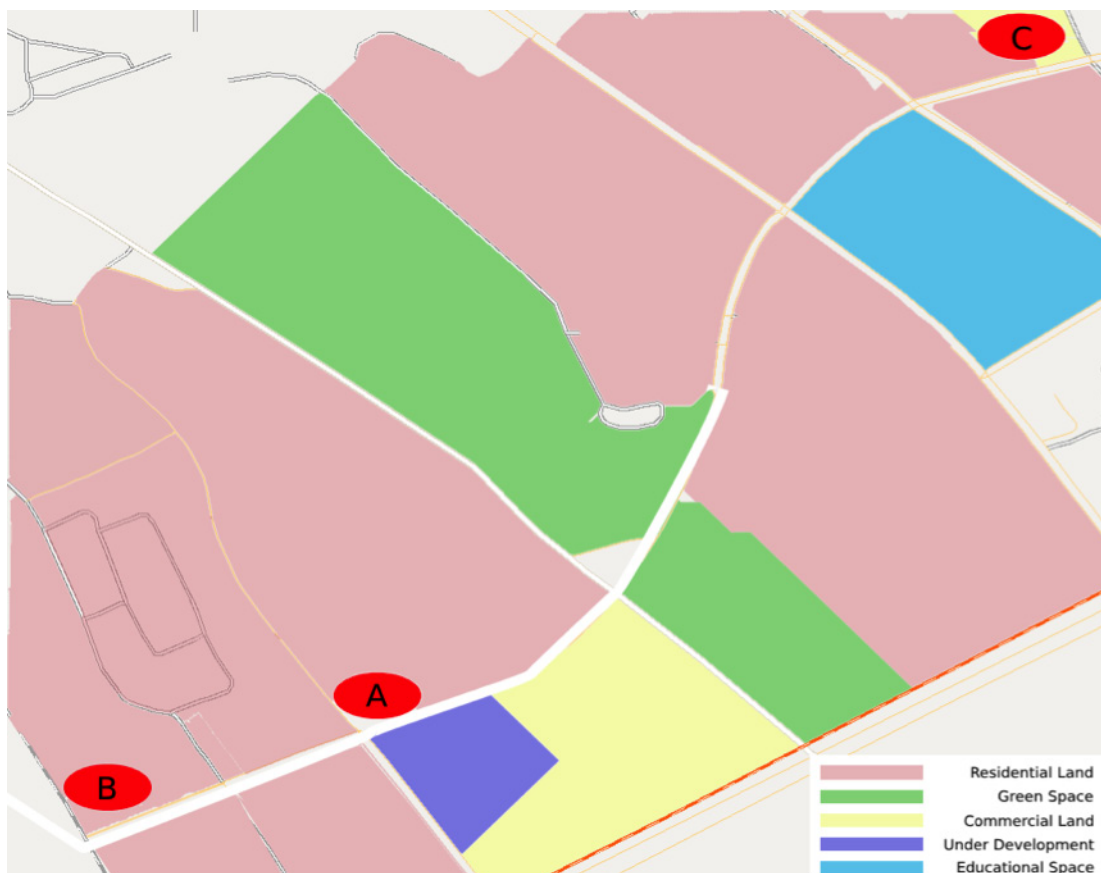 C
A
B
Residential Land
Green Space
Commercial Land
Under Development
Educational Space